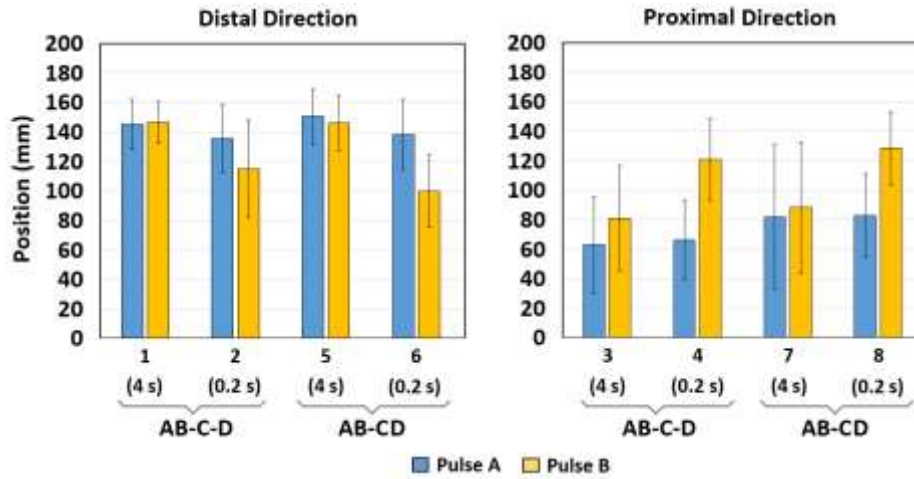 Distal Direction
Proximal Direction
Position (mm)
200
180
160
140
120
100
80
60
40
20
0
1
2
5
6
(4 s)
(0.2 s)
(4 s)
(0.2 s)
AB-C-D
AB-CD
200
180
160
140
120
100
80
60
40
20
0
3
4
7
8
(4 s)
(0.2 s)
(4 s)
(0.2 s)
AB-C-D
AB-CD
Pulse A
Pulse B